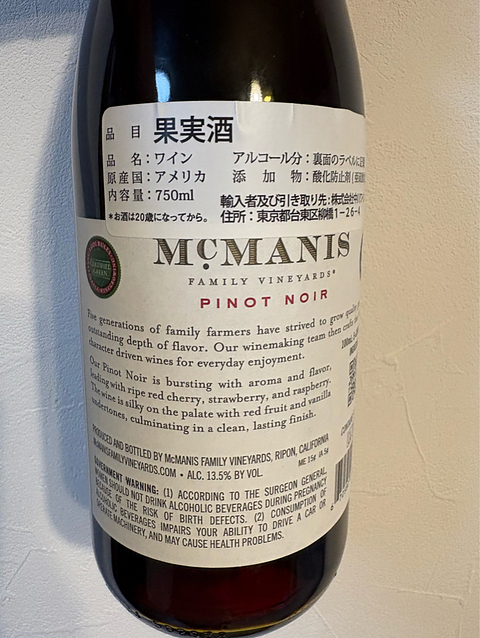 品 目 果実酒
品 名：ワイン アルコール分：裏面のラベルに
原産国：アメリカ 添 加 物：酸化防止剤
内容量：750ml 輸入者及び引き取り先：株式会社
＊お酒は20歳になってから。 住所：東京都台東区柳橋1-26-4
McMANIS
FAMILY VINEYARDS®
PINOT NOIR
Five generations of family farmers have strived to grow
outstanding depth of flavor. Our winemaking team then
character driven wines for everyday enjoyment.
Our Pinot Noir is bursting with aroma and flavor,
leading with ripe red cherry, strawberry, and raspberry.
The wine is silky on the palate with red fruit and vanilla
undertones, culminating in a clean, lasting finish.
PRODUCED AND BOTTLED BY McMANIS FAMILY VINEYARDS, RIPON, CALIFORNIA
McMANISFAMILYVINEYARDS.COM • ALC. 13.5% BY VOL.
ME 15¢
GOVERNMENT WARNING: (1) ACCORDING TO THE SURGEON GENERAL,
WOMEN SHOULD NOT DRINK ALCOHOLIC BEVERAGES DURING PREGNANCY
BECAUSE OF THE RISK OF BIRTH DEFECTS. (2) CONSUMPTION OF
ALCOHOLIC BEVERAGES IMPAIRS YOUR ABILITY TO DRIVE A CAR OR
OPERATE MACHINERY, AND MAY CAUSE HEALTH PROBLEMS.